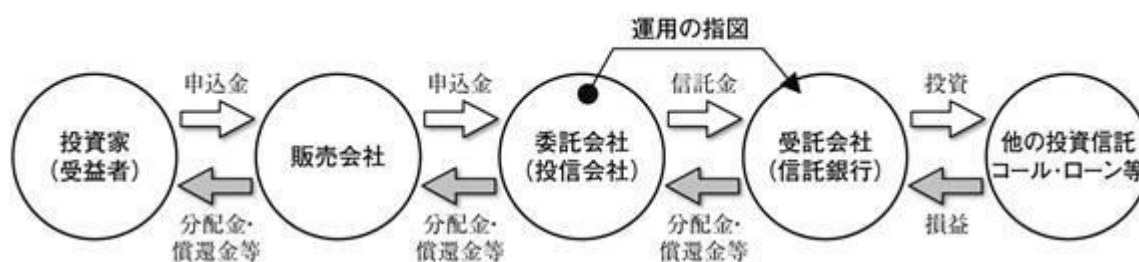 運用の指図
申込金
申込金
信託金
投資
投資家
(受益者)
販売会社
委託会社
(投信会社)
受託会社
(信託銀行)
他の投資信託
コール・ローン等
分配金・
償還金等
分配金・
償還金等
分配金・
償還金等
損益